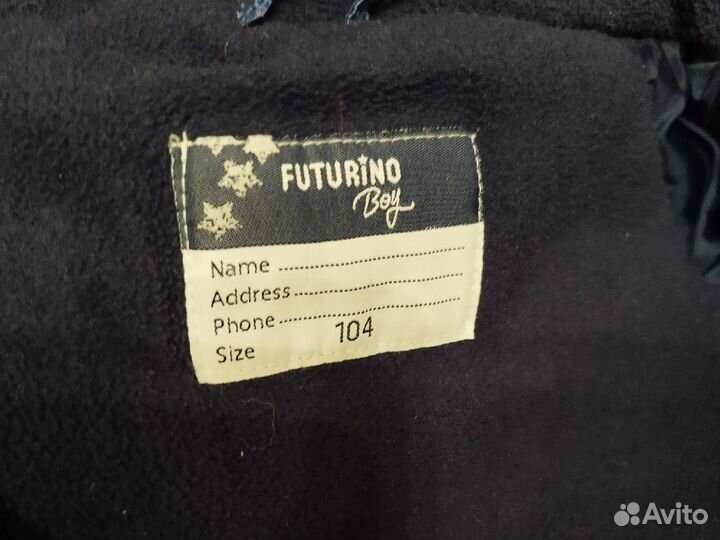 FUTURINO
Boy
Name
Address
Phone
Size 104
Avito